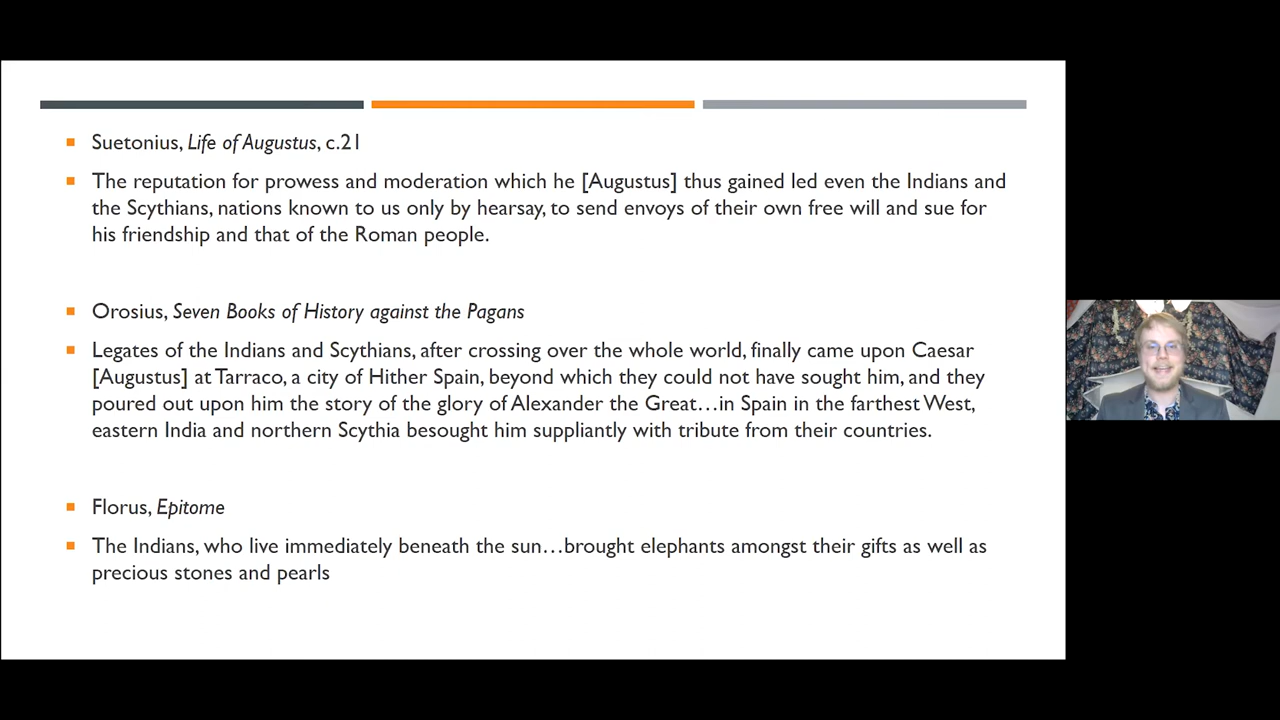 Suetonius, Life of Augustus, c.21
The reputation for prowess and moderation which he [Augustus] thus gained led even the Indians and
the Scythians, nations known to us only by hearsay, to send envoys of their own free will and sue for
his friendship and that of the Roman people.
Orosius, Seven Books of History against the Pagans
Legates of the Indians and Scythians, after crossing over the whole world, finally came upon Caesar
[Augustus] at Tarraco, a city of Hither Spain, beyond which they could not have sought him, and they
poured out upon him the story of the glory of Alexander the Great…in Spain in the farthest West,
eastern India and northern Scythia besought him suppliantly with tribute from their countries.
Florus, Epitome
The Indians, who live immediately beneath the sun…brought elephants amongst their gifts as well as
precious stones and pearls